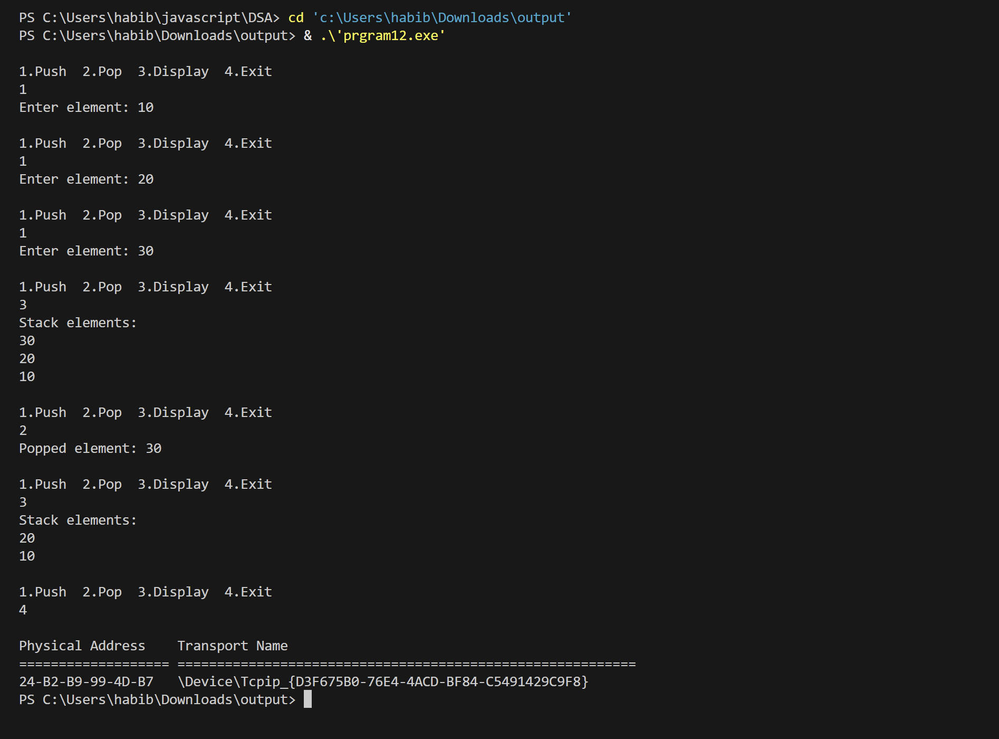 PS C:\Users\habib\javascript\DSA> cd 'c:\Users\habib\Downloads\output'
PS C:\Users\habib\Downloads\output> & .\'prgram12.exe'

1.Push  2.Pop  3.Display  4.Exit
1
Enter element: 10

1.Push  2.Pop  3.Display  4.Exit
1
Enter element: 20

1.Push  2.Pop  3.Display  4.Exit
1
Enter element: 30

1.Push  2.Pop  3.Display  4.Exit
3
Stack elements:
30
20
10

1.Push  2.Pop  3.Display  4.Exit
2
Popped element: 30

1.Push  2.Pop  3.Display  4.Exit
3
Stack elements:
20
10

1.Push  2.Pop  3.Display  4.Exit
4

Physical Address    Transport Name
=================== ==========================================================
24-B2-B9-99-4D-B7   \Device\Tcpip_{D3F675B0-76E4-4ACD-BF84-C5491429C9F8}
PS C:\Users\habib\Downloads\output>